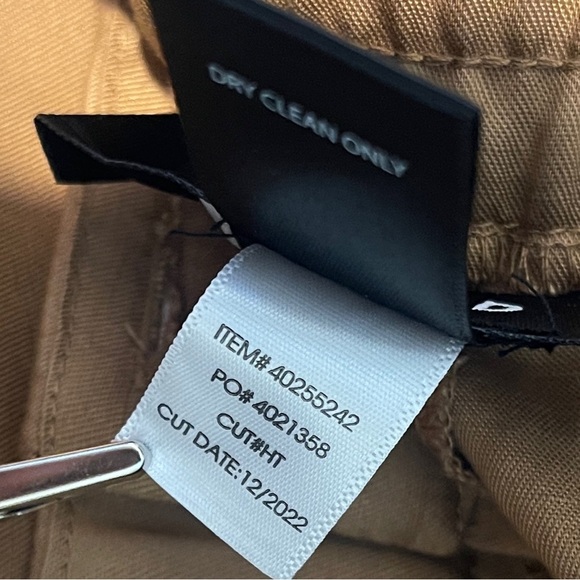 DRY CLEAN ONLY
ITEM# 40255242
PO# 4021358
CUT#HT
CUT DATE:12/2022